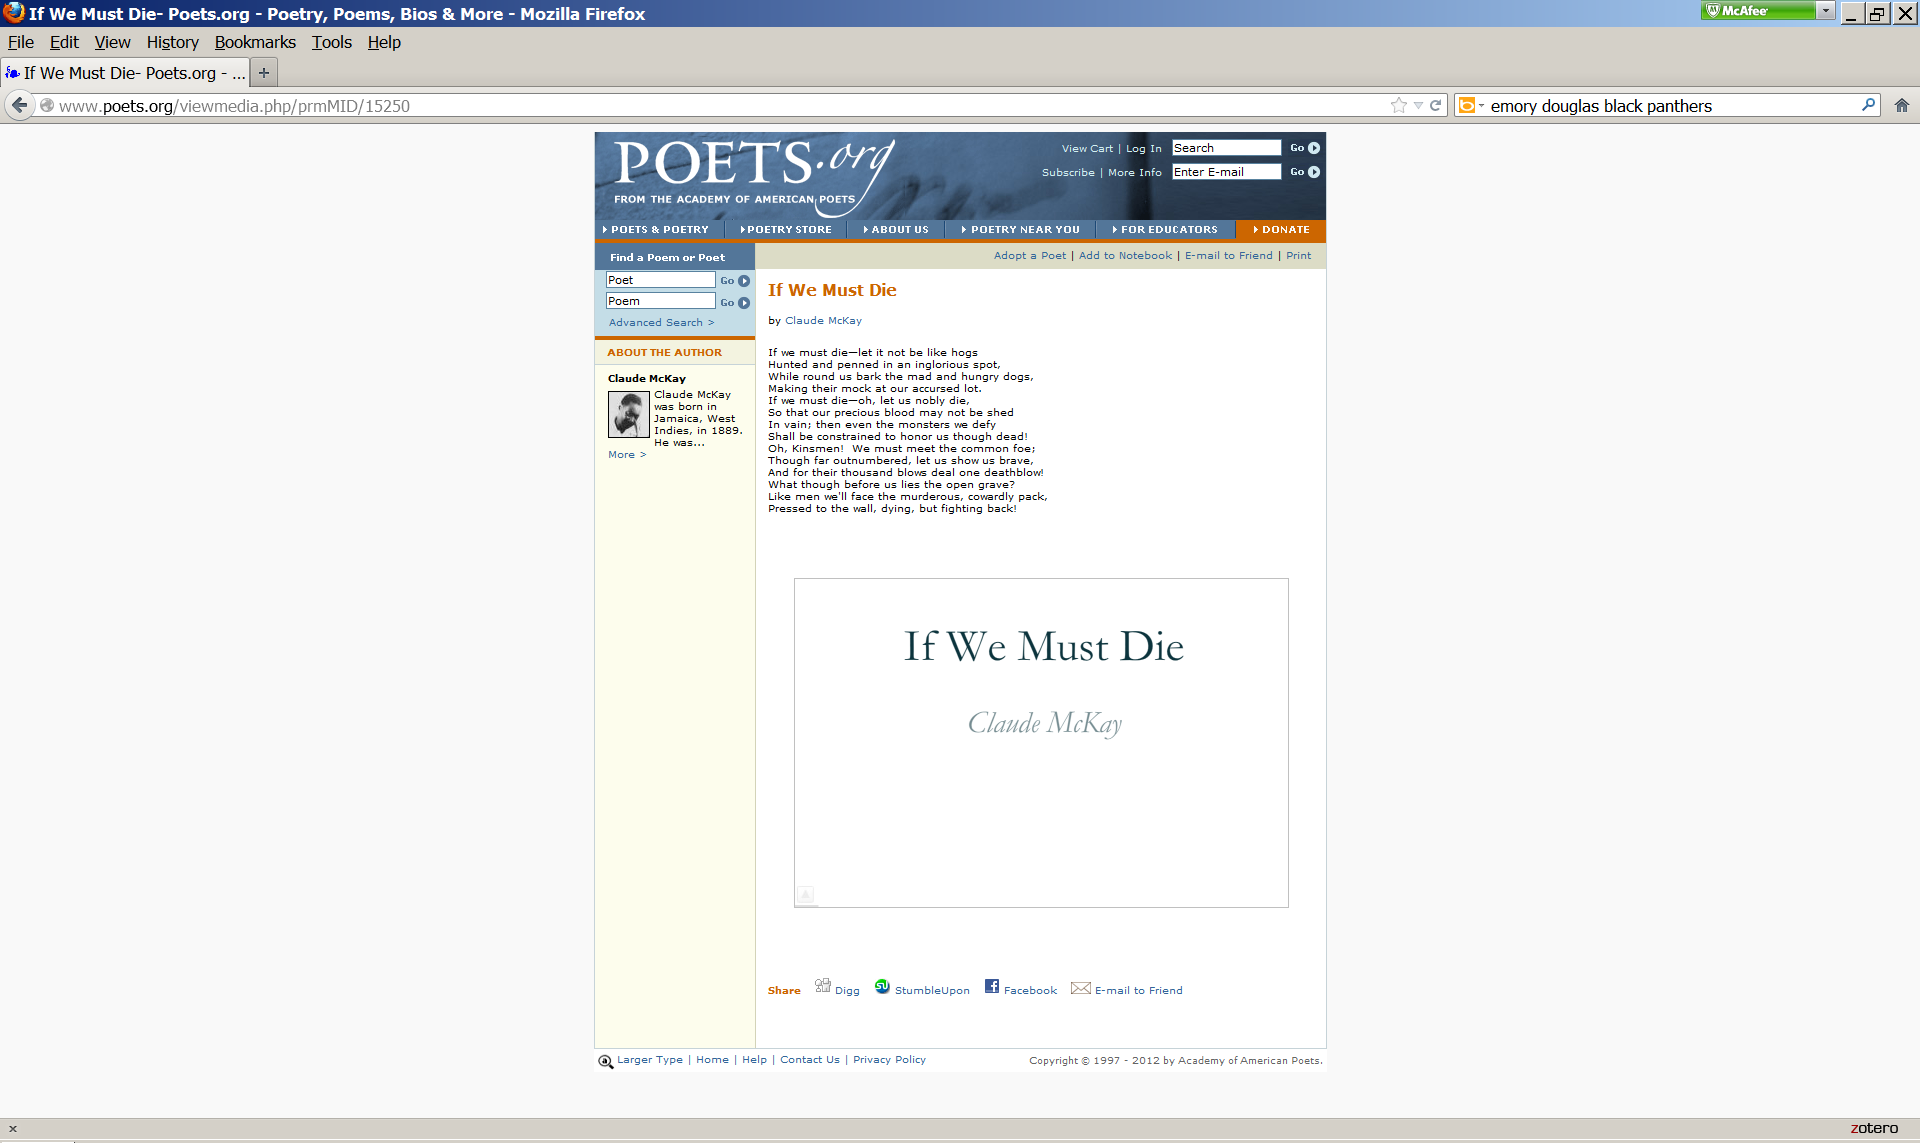 If We Must Die- Poets.org - Poetry, Poems, Bios & More - Mozilla Firefox
McAfee
File Edit View History Bookmarks Tools Help
If We Must Die- Poets.org - ...
www.poets.org/viewmedia.php/prmMID/15250
emory douglas black panthers
POETS.org
FROM THE ACADEMY OF AMERICAN POETS
View Cart | Log In Search Go
Subscribe | More Info Enter E-mail Go
POETS & POETRY POETRY STORE ABOUT US POETRY NEAR YOU FOR EDUCATORS DONATE
Find a Poem or Poet
Poet Go
Poem Go
Advanced Search >
ABOUT THE AUTHOR
Claude McKay
Claude McKay
was born in
Jamaica, West
Indies, in 1889.
He was...
More >
Adopt a Poet | Add to Notebook | E-mail to Friend | Print
If We Must Die
by Claude McKay
If we must die—let it not be like hogs
Hunted and penned in an inglorious spot,
While round us bark the mad and hungry dogs,
Making their mock at our accursed lot.
If we must die—oh, let us nobly die,
So that our precious blood may not be shed
In vain; then even the monsters we defy
Shall be constrained to honor us though dead!
Oh, Kinsmen!  We must meet the common foe;
Though far outnumbered, let us show us brave,
And for their thousand blows deal one deathblow!
What though before us lies the open grave?
Like men we'll face the murderous, cowardly pack,
Pressed to the wall, dying, but fighting back!
If We Must Die
Claude McKay
Share Digg StumbleUpon Facebook E-mail to Friend
Larger Type | Home | Help | Contact Us | Privacy Policy
Copyright © 1997 - 2012 by Academy of American Poets.
x
zotero